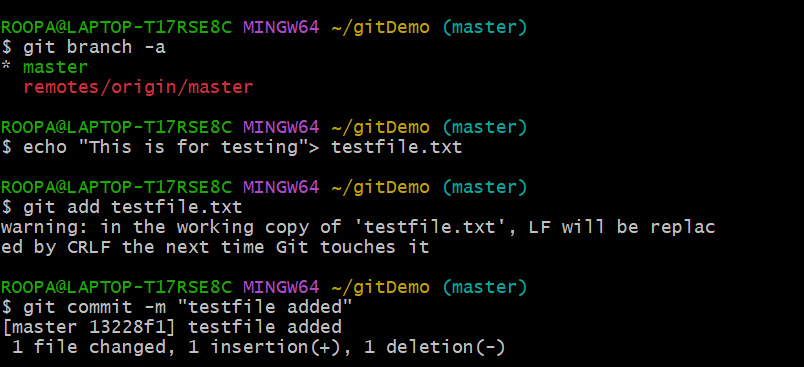 ROOPA@LAPTOP-T17RSE8C MINGW64 ~/gitDemo (master)
$ git branch -a
* master
  remotes/origin/master
ROOPA@LAPTOP-T17RSE8C MINGW64 ~/gitDemo (master)
$ echo "This is for testing"> testfile.txt
ROOPA@LAPTOP-T17RSE8C MINGW64 ~/gitDemo (master)
$ git add testfile.txt
warning: in the working copy of 'testfile.txt', LF will be replac
ed by CRLF the next time Git touches it
ROOPA@LAPTOP-T17RSE8C MINGW64 ~/gitDemo (master)
$ git commit -m "testfile added"
[master 13228f1] testfile added
 1 file changed, 1 insertion(+), 1 deletion(-)